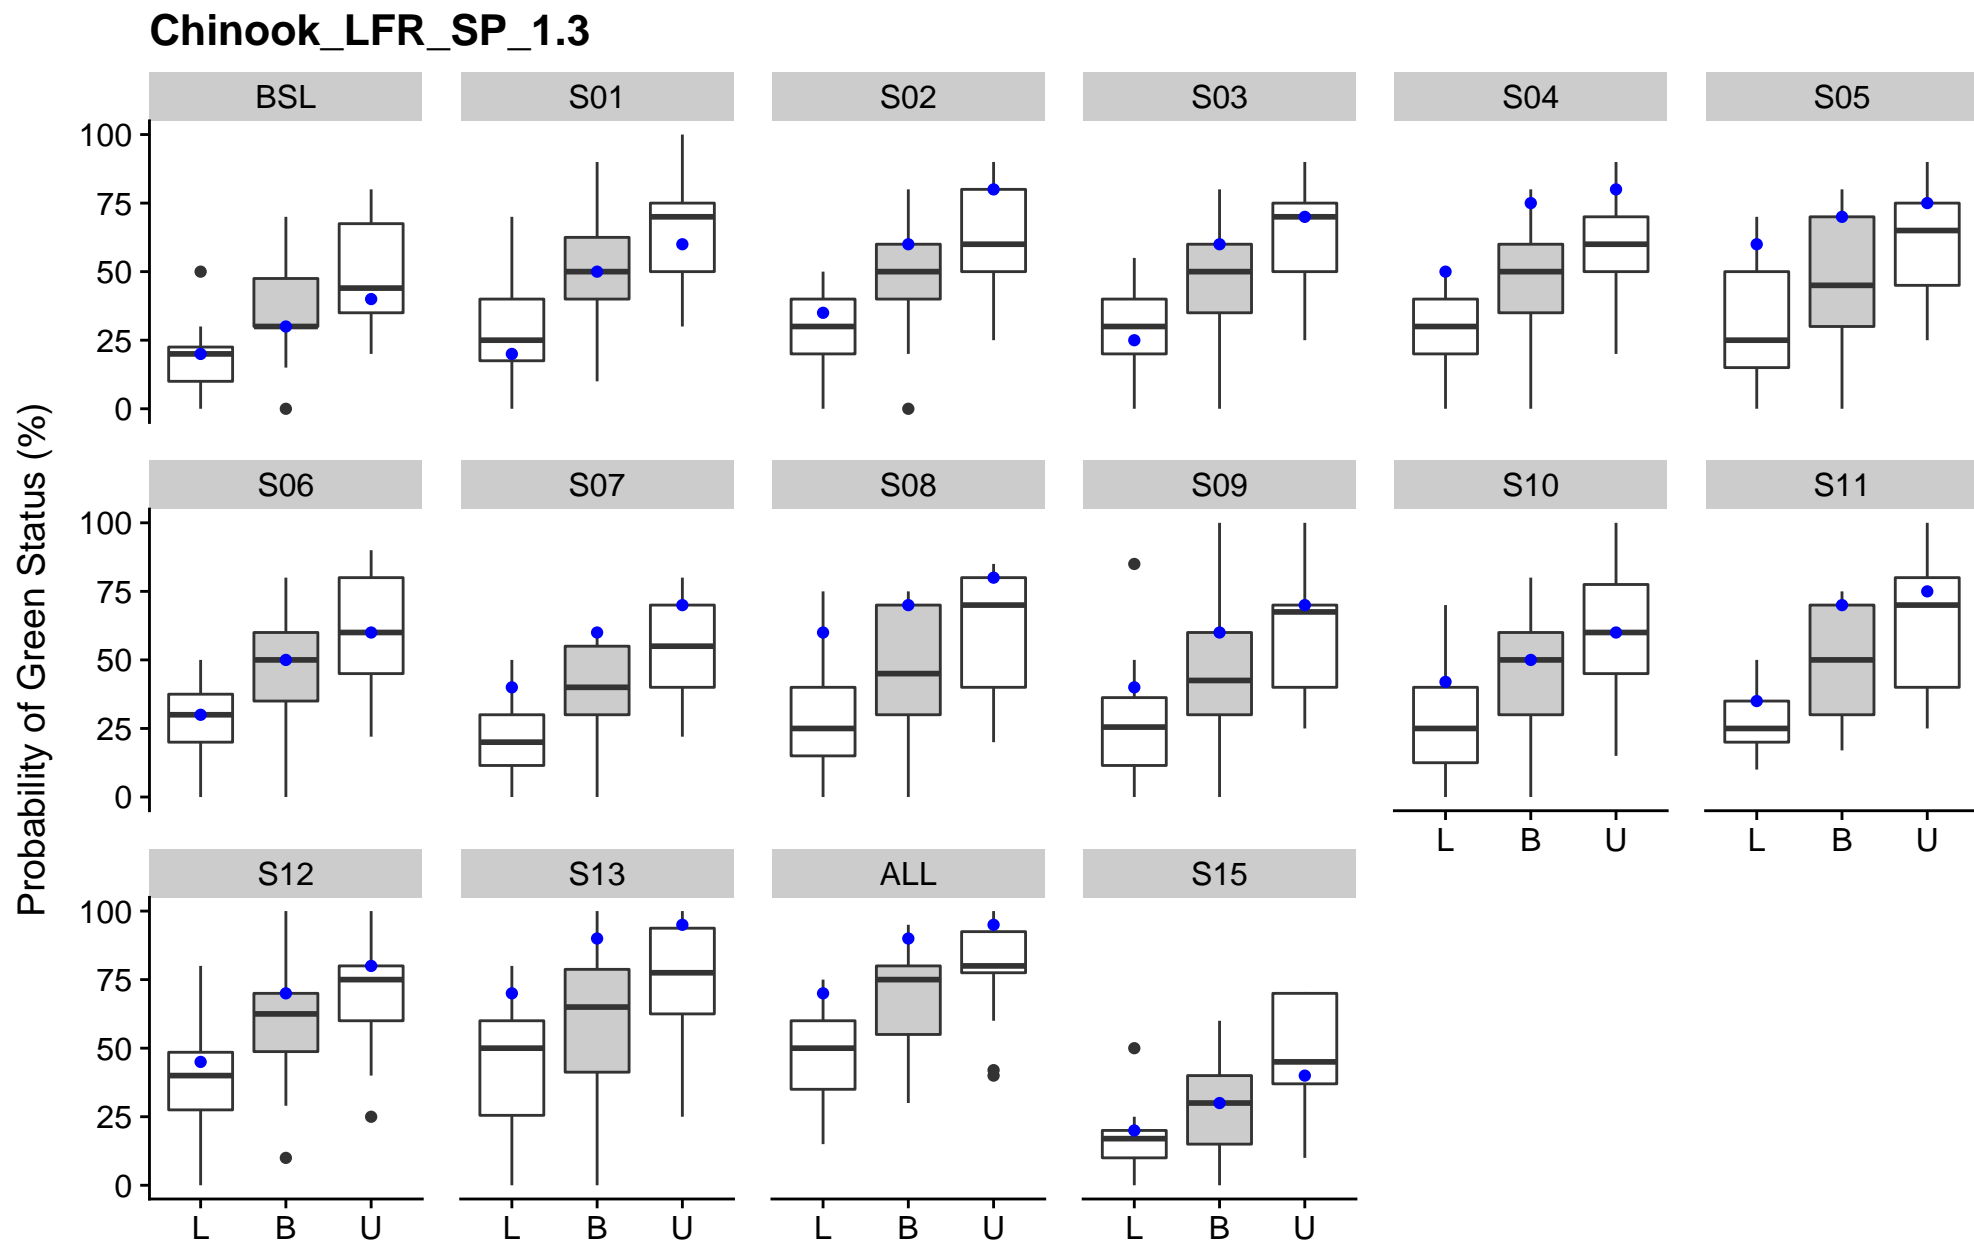 Chinook_LFR_SP_1.3
BSL S01 S02 S03 S04 S05
100
75
50
25
0
Probability of Green Status (%)
S06 S07 S08 S09 S10 S11
100
75
50
25
0
L B U L B U
S12 S13 ALL S15
100
75
50
25
0
L B U L B U L B U L B U